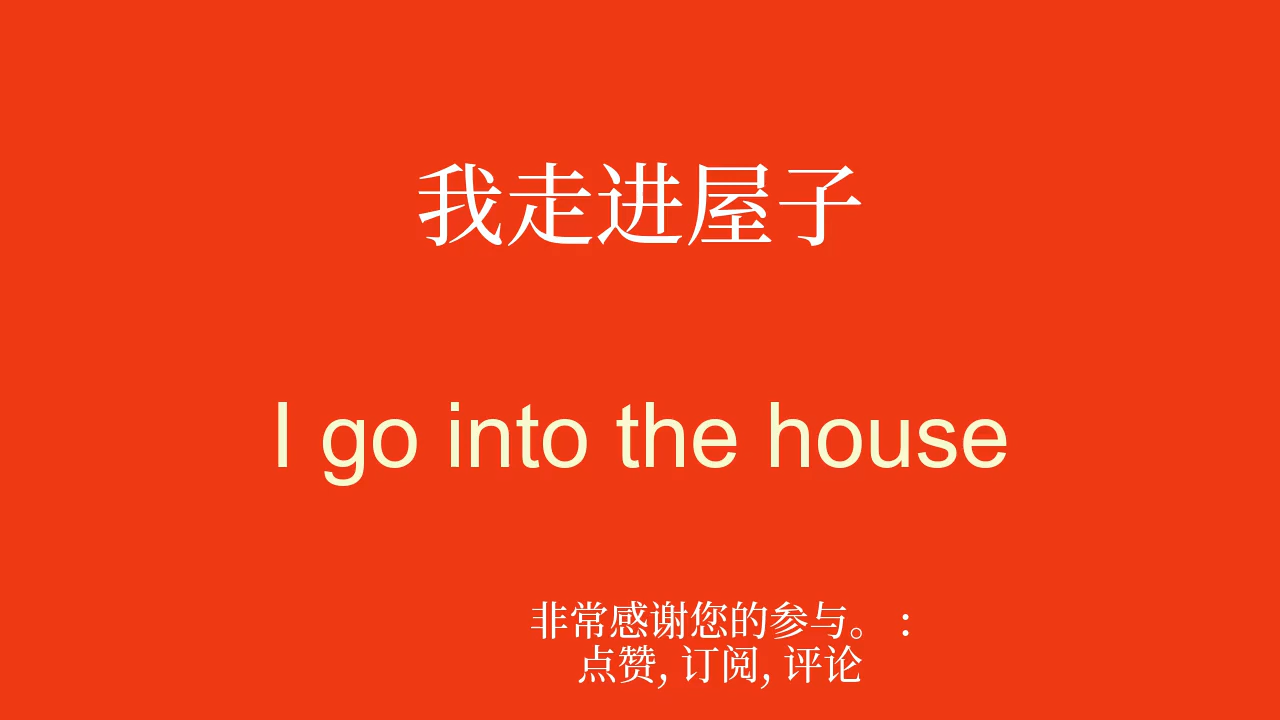 我走进屋子
I go into the house
非常感谢您的参与。 :
点赞, 订阅, 评论